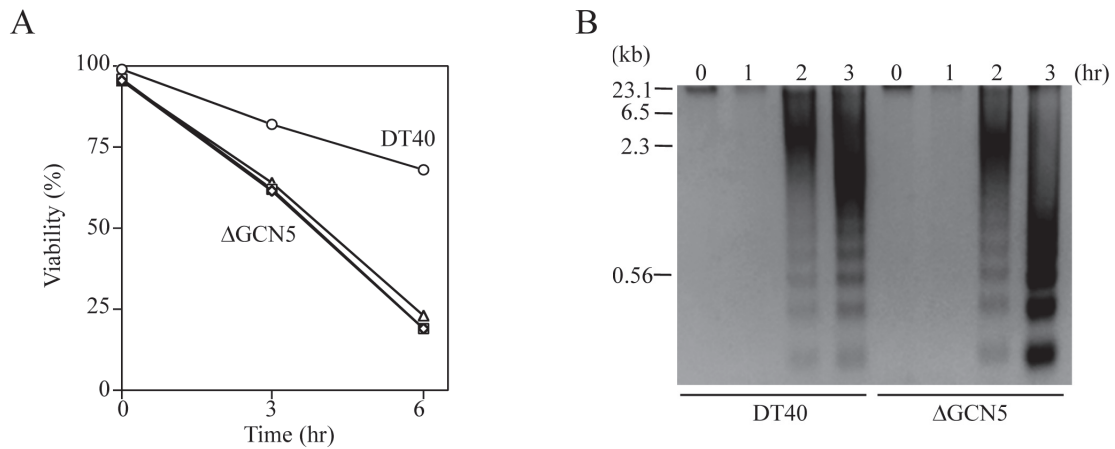 A
100
75
50
25
0
Viability (%)
DT40
ΔGCN5
0 3 6
Time (hr)
B
(kb)
0 1 2 3 0 1 2 3 (hr)
23.1
6.5
2.3
0.56
DT40 ΔGCN5